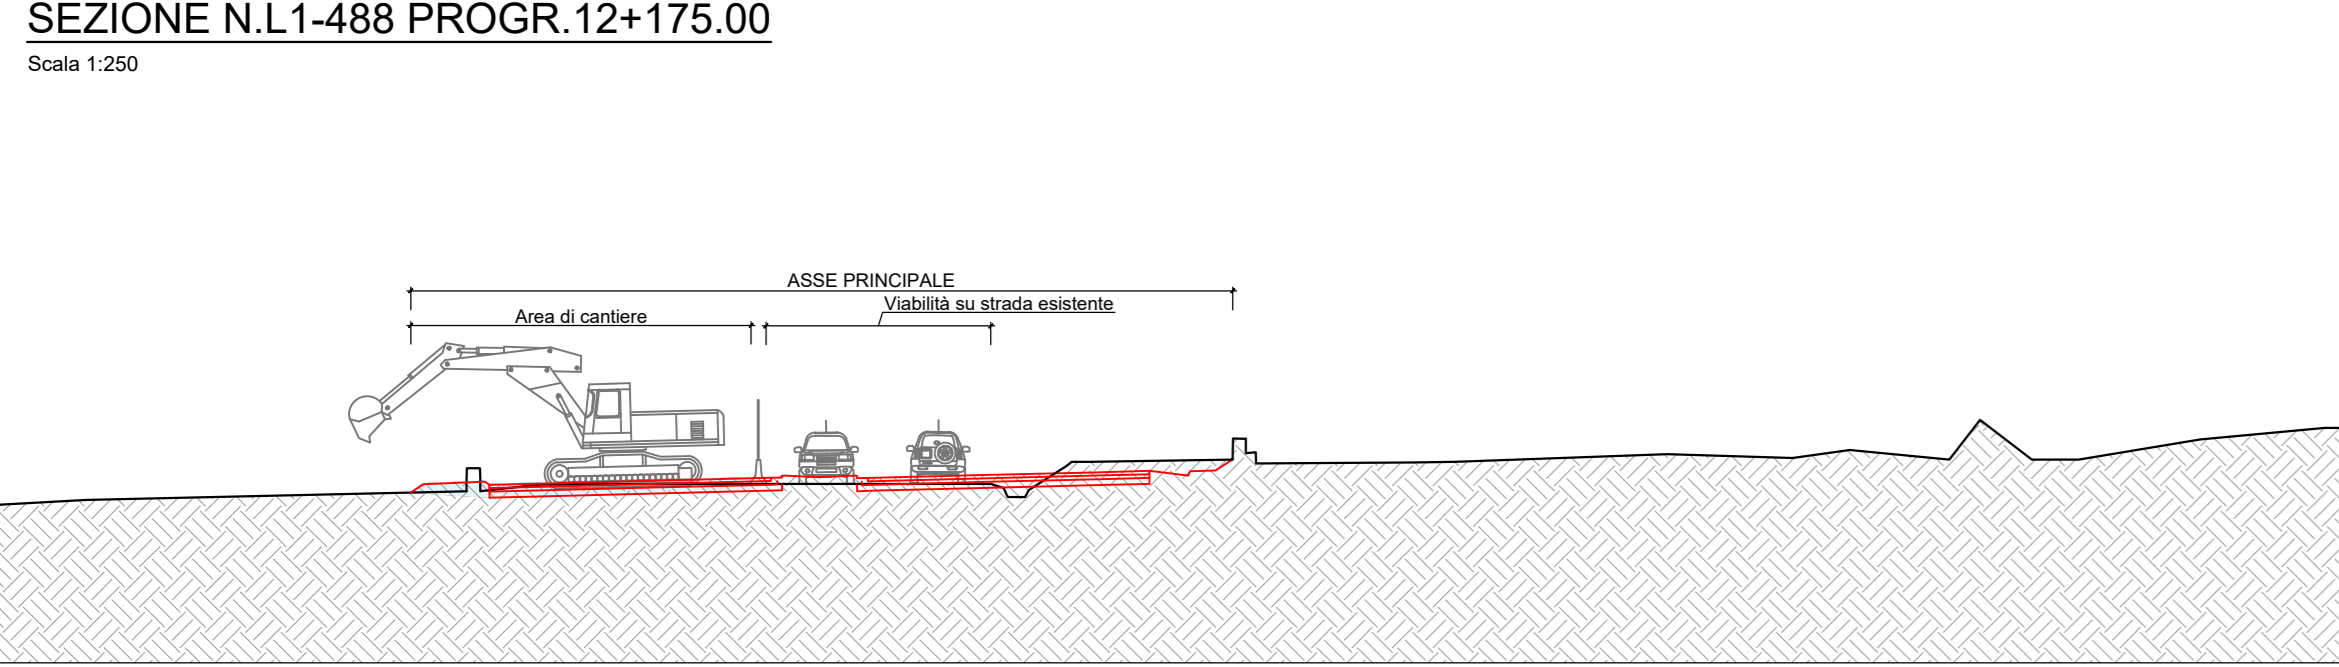 SEZIONE N.L1-488 PROGR.12+175.00
Scala 1:250
ASSE PRINCIPALE
Viabilità su strada esistente
Area di cantiere